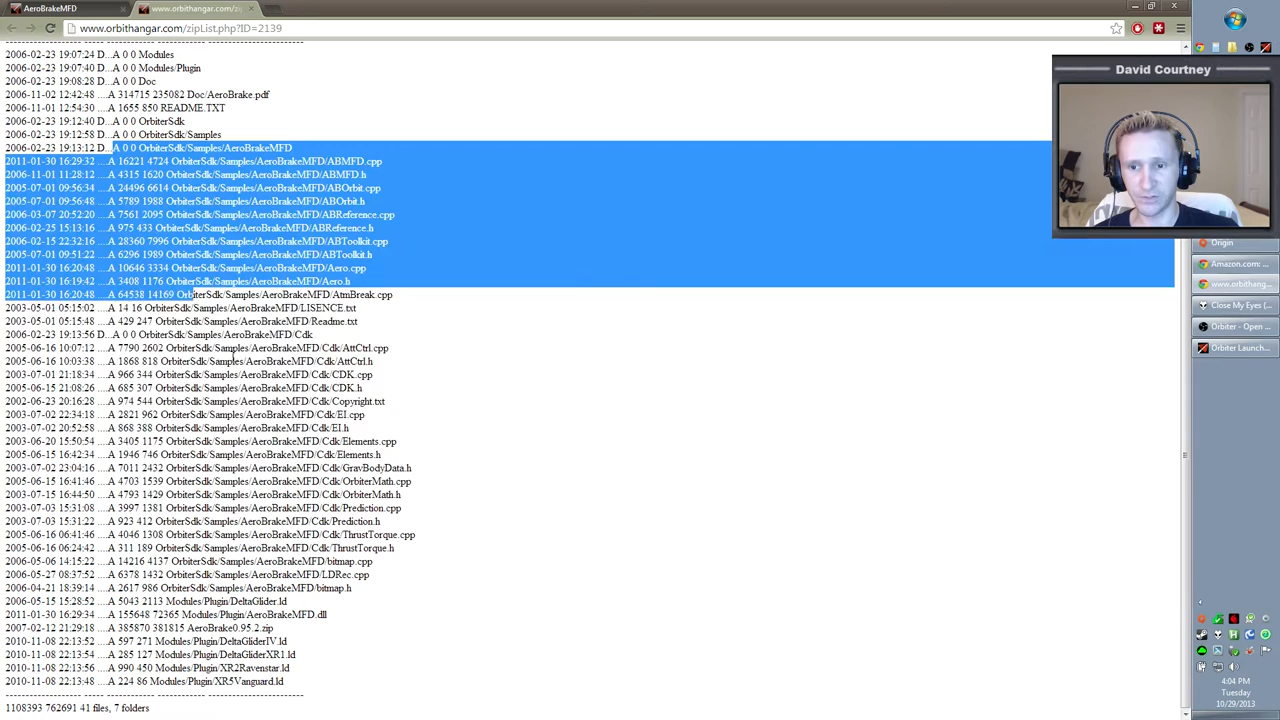 AeroBrakeMFD
www.orbithangar.com/zi
www.orbithangar.com/zipList.php?ID=2139
------------------- ----- ------------ ------------ ------------------------
2006-02-23 19:07:24 D...A 0 0 Modules
2006-02-23 19:07:40 D...A 0 0 Modules/Plugin
2006-02-23 19:08:28 D...A 0 0 Doc
2006-11-02 12:42:48 ....A 314715 235082 Doc/AeroBrake.pdf
2006-11-01 12:54:30 ....A 1655 850 README.TXT
2006-02-23 19:12:40 D...A 0 0 OrbiterSdk
2006-02-23 19:12:58 D...A 0 0 OrbiterSdk/Samples
2006-02-23 19:13:12 D...A 0 0 OrbiterSdk/Samples/AeroBrakeMFD
2011-01-30 16:29:32 ....A 16221 4724 OrbiterSdk/Samples/AeroBrakeMFD/ABMFD.cpp
2006-11-01 11:28:12 ....A 4315 1620 OrbiterSdk/Samples/AeroBrakeMFD/ABMFD.h
2005-07-01 09:56:34 ....A 24496 6614 OrbiterSdk/Samples/AeroBrakeMFD/ABOrbit.cpp
2005-07-01 09:56:48 ....A 5789 1988 OrbiterSdk/Samples/AeroBrakeMFD/ABOrbit.h
2006-03-07 20:52:20 ....A 7561 2095 OrbiterSdk/Samples/AeroBrakeMFD/ABReference.cpp
2006-02-25 15:13:16 ....A 975 433 OrbiterSdk/Samples/AeroBrakeMFD/ABReference.h
2006-02-15 22:32:16 ....A 28360 7996 OrbiterSdk/Samples/AeroBrakeMFD/ABToolkit.cpp
2005-07-01 09:51:22 ....A 6296 1989 OrbiterSdk/Samples/AeroBrakeMFD/ABToolkit.h
2011-01-30 16:20:48 ....A 10646 3334 OrbiterSdk/Samples/AeroBrakeMFD/Aero.cpp
2011-01-30 16:19:42 ....A 3408 1176 OrbiterSdk/Samples/AeroBrakeMFD/Aero.h
2011-01-30 16:20:48 ....A 64538 14169 OrbiterSdk/Samples/AeroBrakeMFD/AtmBreak.cpp
2003-05-01 05:15:02 ....A 14 16 OrbiterSdk/Samples/AeroBrakeMFD/LISENCE.txt
2003-05-01 05:15:48 ....A 429 247 OrbiterSdk/Samples/AeroBrakeMFD/Readme.txt
2006-02-23 19:13:56 D...A 0 0 OrbiterSdk/Samples/AeroBrakeMFD/Cdk
2005-06-16 10:07:12 ....A 7790 2602 OrbiterSdk/Samples/AeroBrakeMFD/Cdk/AttCtrl.cpp
2005-06-16 10:03:38 ....A 1868 818 OrbiterSdk/Samples/AeroBrakeMFD/Cdk/AttCtrl.h
2003-07-01 21:18:34 ....A 966 344 OrbiterSdk/Samples/AeroBrakeMFD/Cdk/CDK.cpp
2005-06-15 21:08:26 ....A 685 307 OrbiterSdk/Samples/AeroBrakeMFD/Cdk/CDK.h
2002-06-23 20:16:28 ....A 974 544 OrbiterSdk/Samples/AeroBrakeMFD/Cdk/Copyright.txt
2003-07-02 22:34:18 ....A 2821 962 OrbiterSdk/Samples/AeroBrakeMFD/Cdk/EI.cpp
2003-07-02 20:52:58 ....A 868 388 OrbiterSdk/Samples/AeroBrakeMFD/Cdk/EI.h
2003-06-20 15:50:54 ....A 3405 1175 OrbiterSdk/Samples/AeroBrakeMFD/Cdk/Elements.cpp
2005-06-15 16:42:34 ....A 1946 746 OrbiterSdk/Samples/AeroBrakeMFD/Cdk/Elements.h
2003-07-02 23:04:16 ....A 7011 2432 OrbiterSdk/Samples/AeroBrakeMFD/Cdk/GravBodyData.h
2005-06-15 16:41:46 ....A 4703 1539 OrbiterSdk/Samples/AeroBrakeMFD/Cdk/OrbiterMath.cpp
2003-07-15 16:44:50 ....A 4793 1429 OrbiterSdk/Samples/AeroBrakeMFD/Cdk/OrbiterMath.h
2003-07-03 15:31:08 ....A 3997 1381 OrbiterSdk/Samples/AeroBrakeMFD/Cdk/Prediction.cpp
2003-07-03 15:31:22 ....A 923 412 OrbiterSdk/Samples/AeroBrakeMFD/Cdk/Prediction.h
2005-06-16 06:41:46 ....A 4046 1308 OrbiterSdk/Samples/AeroBrakeMFD/Cdk/ThrustTorque.cpp
2005-06-16 06:24:42 ....A 311 189 OrbiterSdk/Samples/AeroBrakeMFD/Cdk/ThrustTorque.h
2006-05-06 14:15:22 ....A 14216 4137 OrbiterSdk/Samples/AeroBrakeMFD/bitmap.cpp
2006-05-27 08:37:52 ....A 6378 1432 OrbiterSdk/Samples/AeroBrakeMFD/LDRec.cpp
2006-04-21 18:39:14 ....A 2617 986 OrbiterSdk/Samples/AeroBrakeMFD/bitmap.h
2006-05-15 15:28:52 ....A 5043 2113 Modules/Plugin/DeltaGlider.ld
2011-01-30 16:29:34 ....A 155648 72365 Modules/Plugin/AeroBrakeMFD.dll
2007-02-12 21:29:18 ....A 385870 381815 AeroBrake0.95.2.zip
2010-11-08 22:13:52 ....A 597 271 Modules/Plugin/DeltaGliderIV.ld
2010-11-08 22:13:54 ....A 285 127 Modules/Plugin/DeltaGliderXR1.ld
2010-11-08 22:13:56 ....A 990 450 Modules/Plugin/XR2Ravenstar.ld
2010-11-08 22:13:48 ....A 224 86 Modules/Plugin/XR5Vanguard.ld
------------------- ----- ------------ ------------ ------------------------
1108393 762691 41 files, 7 folders
David Courtney
Origin
Amazon.com: ...
www.orbithang...
Close My Eyes (...
Orbiter - Open ...
Orbiter Launch...
4:04 PM
Tuesday
10/29/2013